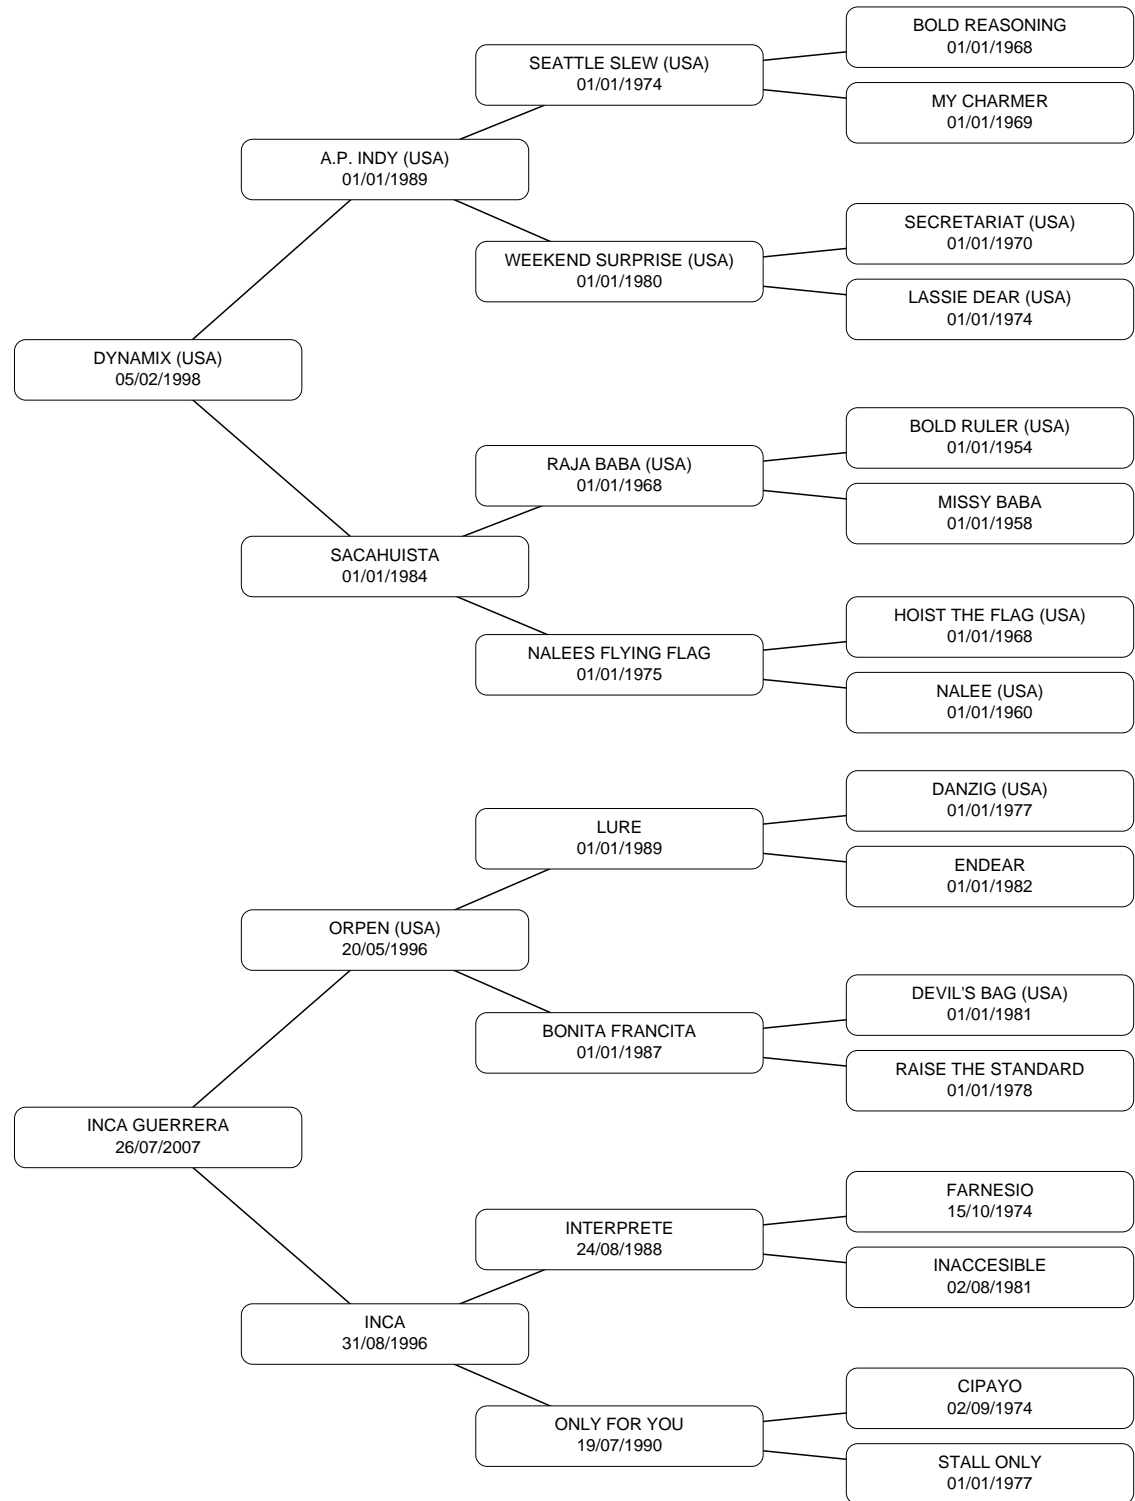 BOLD REASONING
01/01/1968
SEATTLE SLEW (USA)
01/01/1974
MY CHARMER
01/01/1969
A.P. INDY (USA)
01/01/1989
SECRETARIAT (USA)
01/01/1970
WEEKEND SURPRISE (USA)
01/01/1980
LASSIE DEAR (USA)
01/01/1974
DYNAMIX (USA)
05/02/1998
BOLD RULER (USA)
01/01/1954
RAJA BABA (USA)
01/01/1968
MISSY BABA
01/01/1958
SACAHUISTA
01/01/1984
HOIST THE FLAG (USA)
01/01/1968
NALEES FLYING FLAG
01/01/1975
NALEE (USA)
01/01/1960
DANZIG (USA)
01/01/1977
LURE
01/01/1989
ENDEAR
01/01/1982
ORPEN (USA)
20/05/1996
DEVIL'S BAG (USA)
01/01/1981
BONITA FRANCITA
01/01/1987
RAISE THE STANDARD
01/01/1978
INCA GUERRERA
26/07/2007
FARNESIO
15/10/1974
INTERPRETE
24/08/1988
INACCESIBLE
02/08/1981
INCA
31/08/1996
CIPAYO
02/09/1974
ONLY FOR YOU
19/07/1990
STALL ONLY
01/01/1977